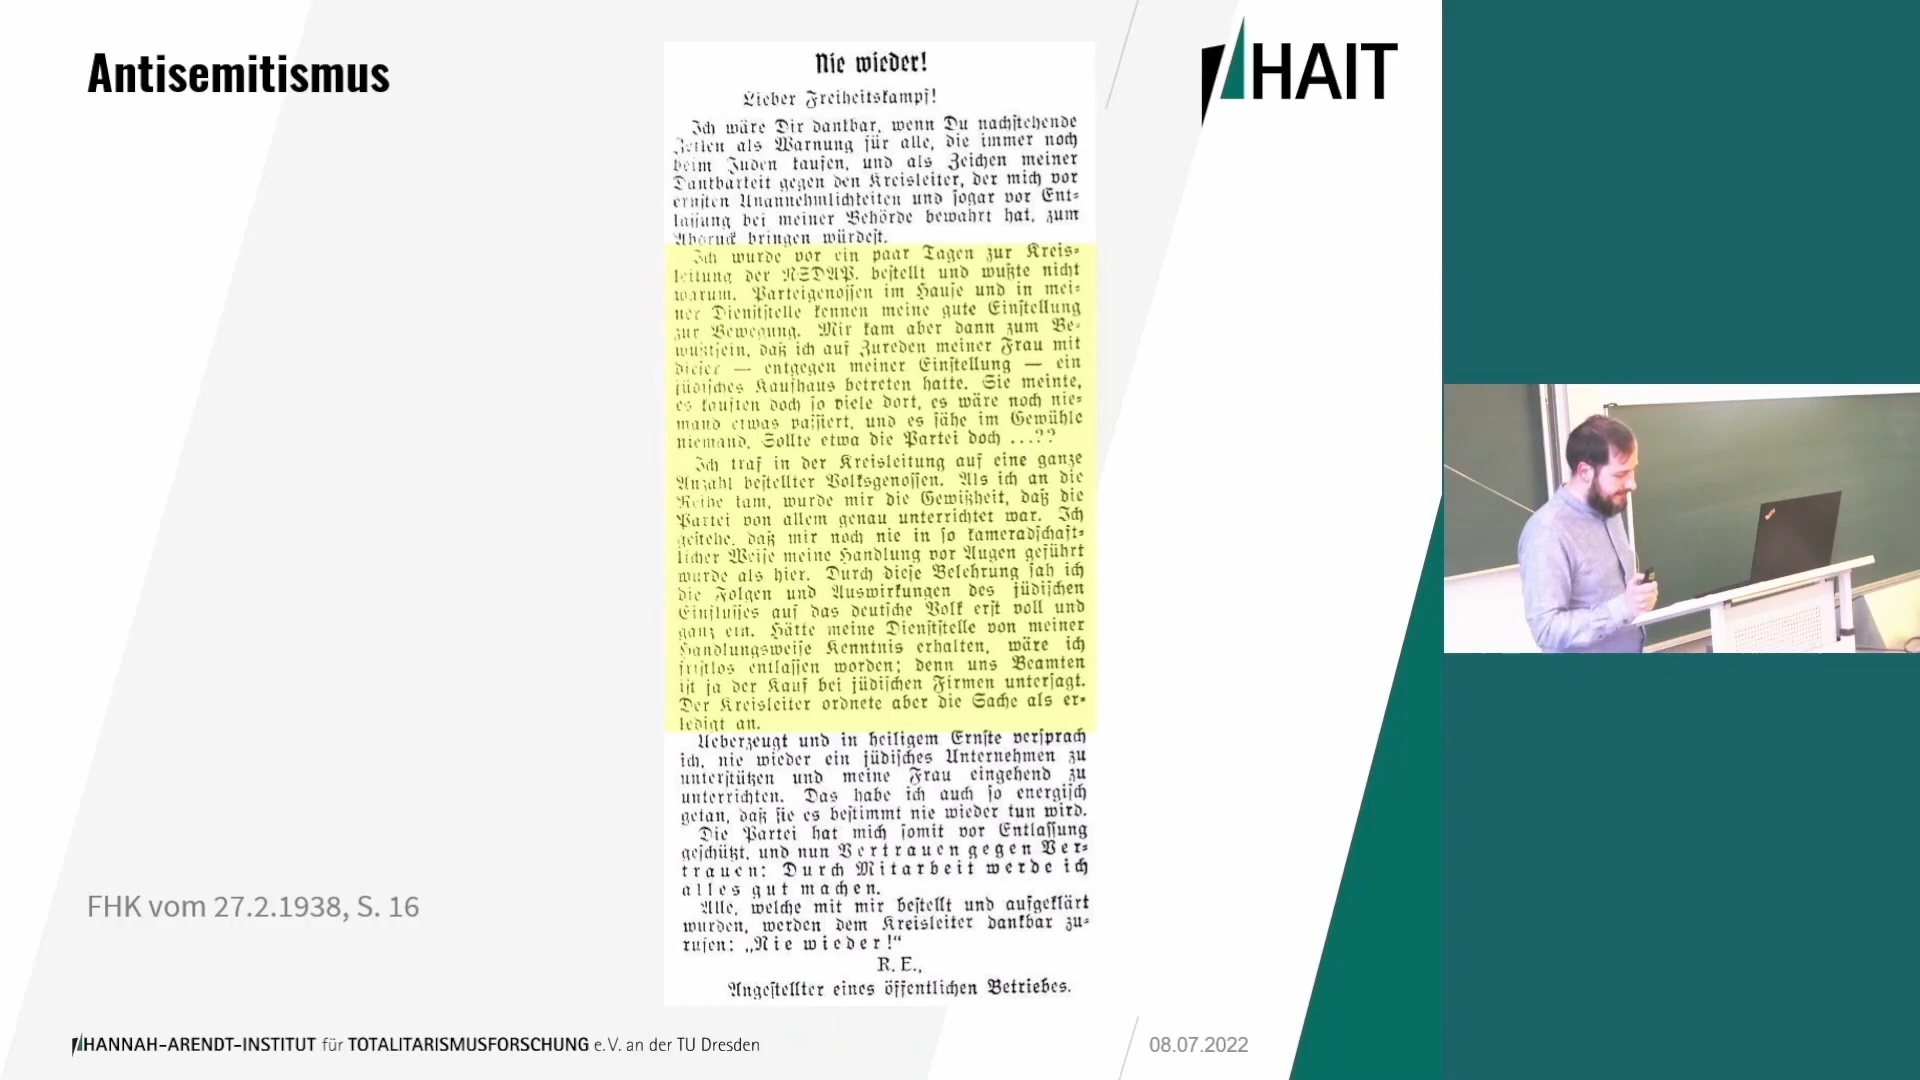 Antisemitismus
HAIT
Nie wieder!
Lieber Freiheitskampf!
Ich wäre Dir dankbar, wenn Du nachstehende
Zeilen als Warnung für alle, die immer noch
beim Juden kaufen, und als Zeichen meiner
Dankbarkeit gegen den Kreisleiter, der mich vor
ernsten Unannehmlichkeiten und sogar vor Ent-
lassung bei meiner Behörde bewahrt hat, zum
Abdruck bringen würdest.
Ich wurde vor ein paar Tagen zur Kreis-
leitung der NSDAP. bestellt und wußte nicht
warum. Parteigenossen im Hause und in mei-
ner Dienststelle kennen meine gute Einstellung
zur Bewegung. Mir kam aber dann zum Be-
wußtsein, daß ich auf Zureden meiner Frau mit
dieser — entgegen meiner Einstellung — ein
jüdisches Kaufhaus betreten hatte. Sie meinte,
es kauften doch so viele dort, es wäre noch nie-
mand etwas passiert, und es sähe im Gewühle
niemand. Sollte etwa die Partei doch ...??
Ich traf in der Kreisleitung auf eine ganze
Anzahl bestellter Volksgenossen. Als ich an die
Reihe kam, wurde mir die Gewißheit, daß die
Partei von allem genau unterrichtet war. Ich
gestehe, daß mir noch nie in so kameradschaft-
licher Weise meine Handlung vor Augen geführt
wurde als hier. Durch diese Belehrung sah ich
die Folgen und Auswirkungen des jüdischen
Einflusses auf das deutsche Volk erst voll und
ganz ein. Hätte meine Dienststelle von meiner
Handlungsweise Kenntnis erhalten, wäre ich
fristlos entlassen worden; denn uns Beamten
ist ja der Kauf bei jüdischen Firmen untersagt.
Der Kreisleiter ordnete aber die Sache als er-
ledigt an.
Ueberzeugt und in heiligem Ernste versprach
ich, nie wieder ein jüdisches Unternehmen zu
unterstützen und meine Frau eingehend zu
unterrichten. Das habe ich auch so energisch
getan, daß sie es bestimmt nie wieder tun wird.
Die Partei hat mich somit vor Entlassung
geschützt, und nun Vertrauen gegen Ver-
trauen: Durch Mitarbeit werde ich
alles gut machen.
Alle, welche mit mir bestellt und aufgeklärt
wurden, werden dem Kreisleiter dankbar zu-
rufen: „Nie wieder!“
R. E.,
Angestellter eines öffentlichen Betriebes.
FHK vom 27.2.1938, S. 16
HANNAH-ARENDT-INSTITUT für TOTALITARISMUSFORSCHUNG e.V. an der TU Dresden
08.07.2022